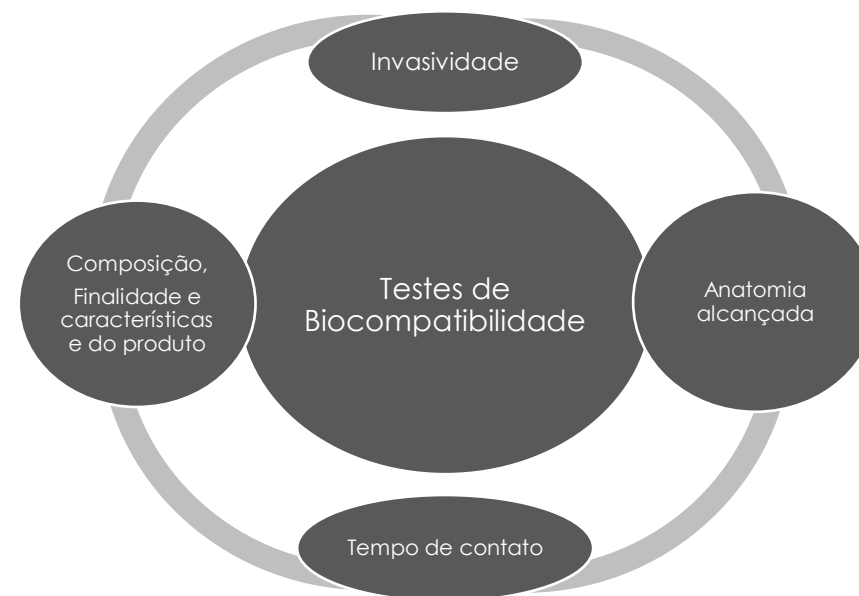 Invasividade
Composição,
Finalidade e
características
e do produto
Testes de
Biocompatibilidade
Anatomia
alcançada
Tempo de contato